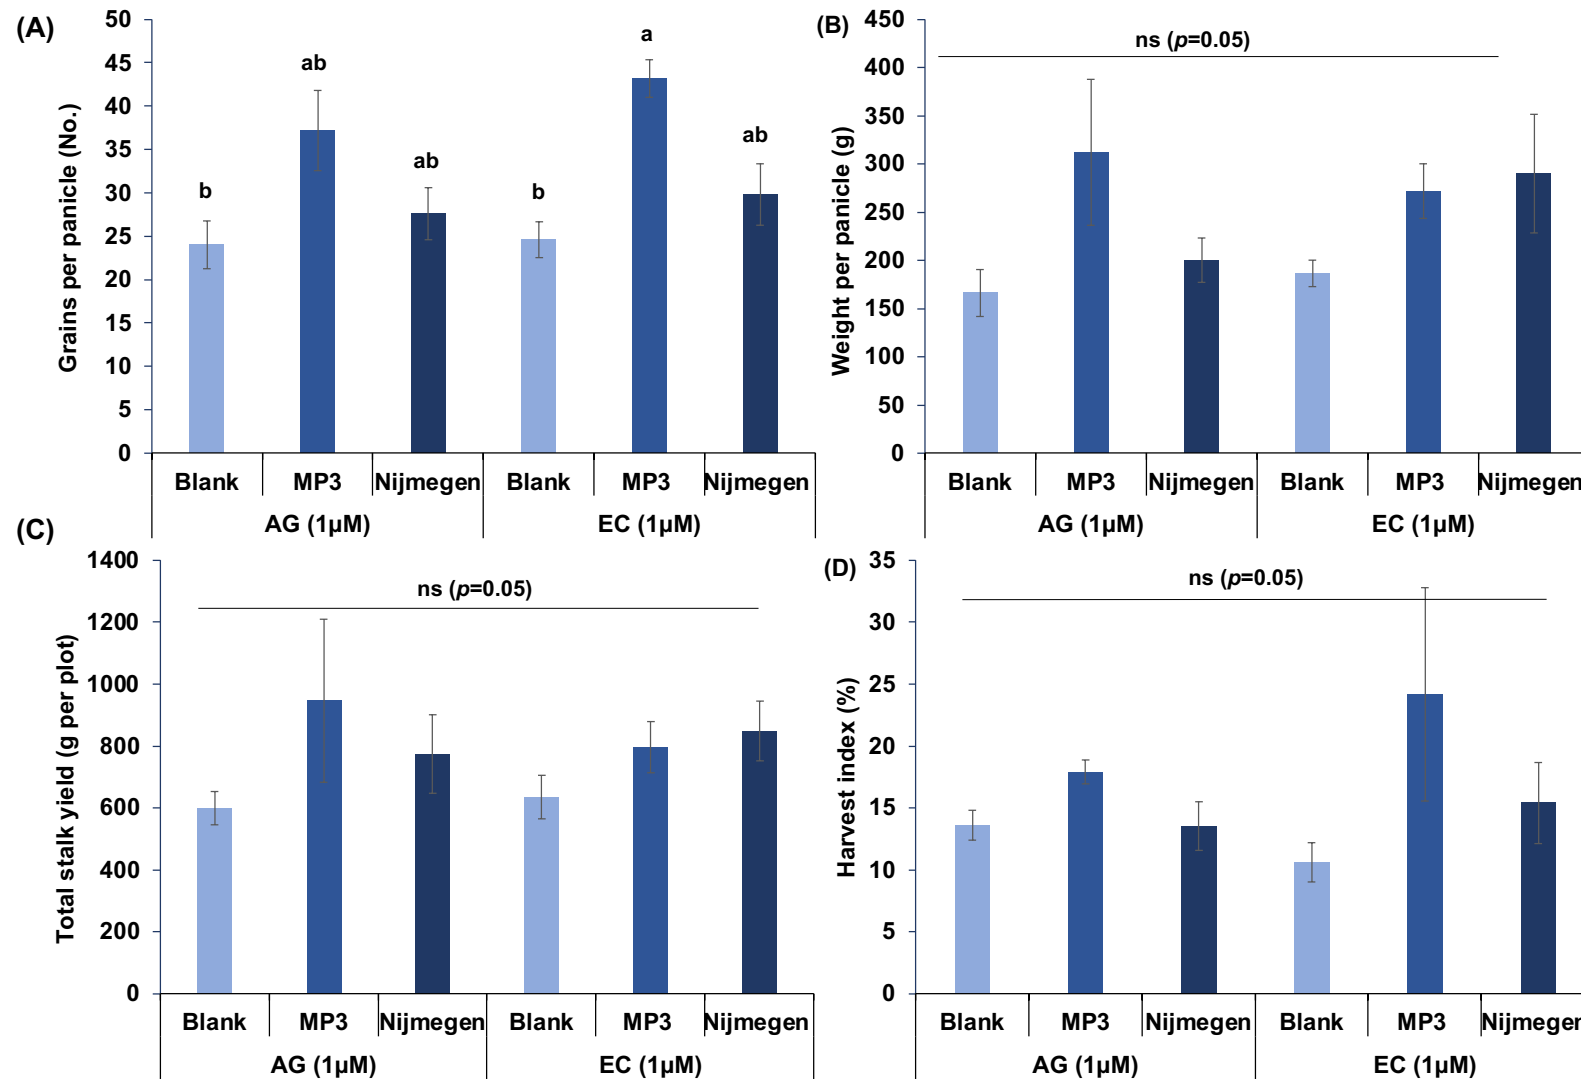 (A)
Grains per panicle (No.)
50
45
40
35
30
25
20
15
10
5
0
b
ab
ab
b
a
ab
Blank MP3 Nijmegen Blank MP3 Nijmegen
AG (1µM) EC (1µM)
(B)
Weight per panicle (g)
450
400
350
300
250
200
150
100
50
0
ns (p=0.05)
Blank MP3 Nijmegen Blank MP3 Nijmegen
AG (1µM) EC (1µM)
(C)
Total stalk yield (g per plot)
1400
1200
1000
800
600
400
200
0
ns (p=0.05)
Blank MP3 Nijmegen Blank MP3 Nijmegen
AG (1µM) EC (1µM)
(D)
Harvest index (%)
35
30
25
20
15
10
5
0
ns (p=0.05)
Blank MP3 Nijmegen Blank MP3 Nijmegen
AG (1µM) EC (1µM)